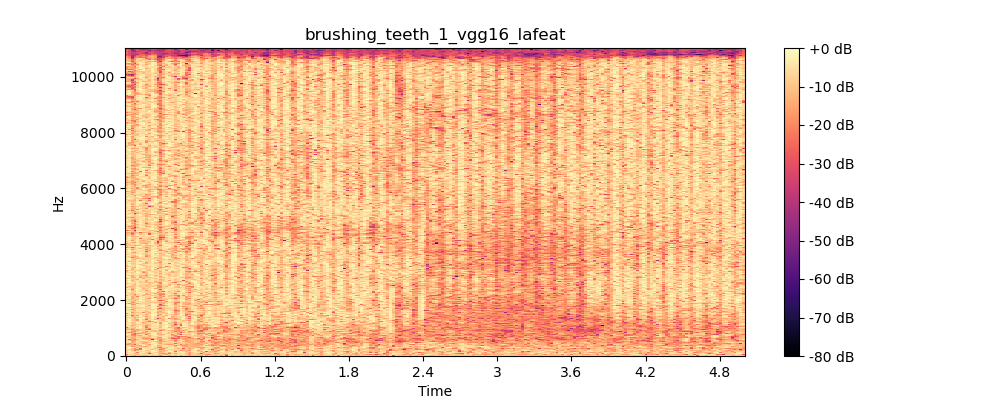 brushing_teeth_1_vgg16_lafeat
10000
8000
6000
4000
2000
0
Hz
0 0.6 1.2 1.8 2.4 3 3.6 4.2 4.8
Time
+0 dB
-10 dB
-20 dB
-30 dB
-40 dB
-50 dB
-60 dB
-70 dB
-80 dB